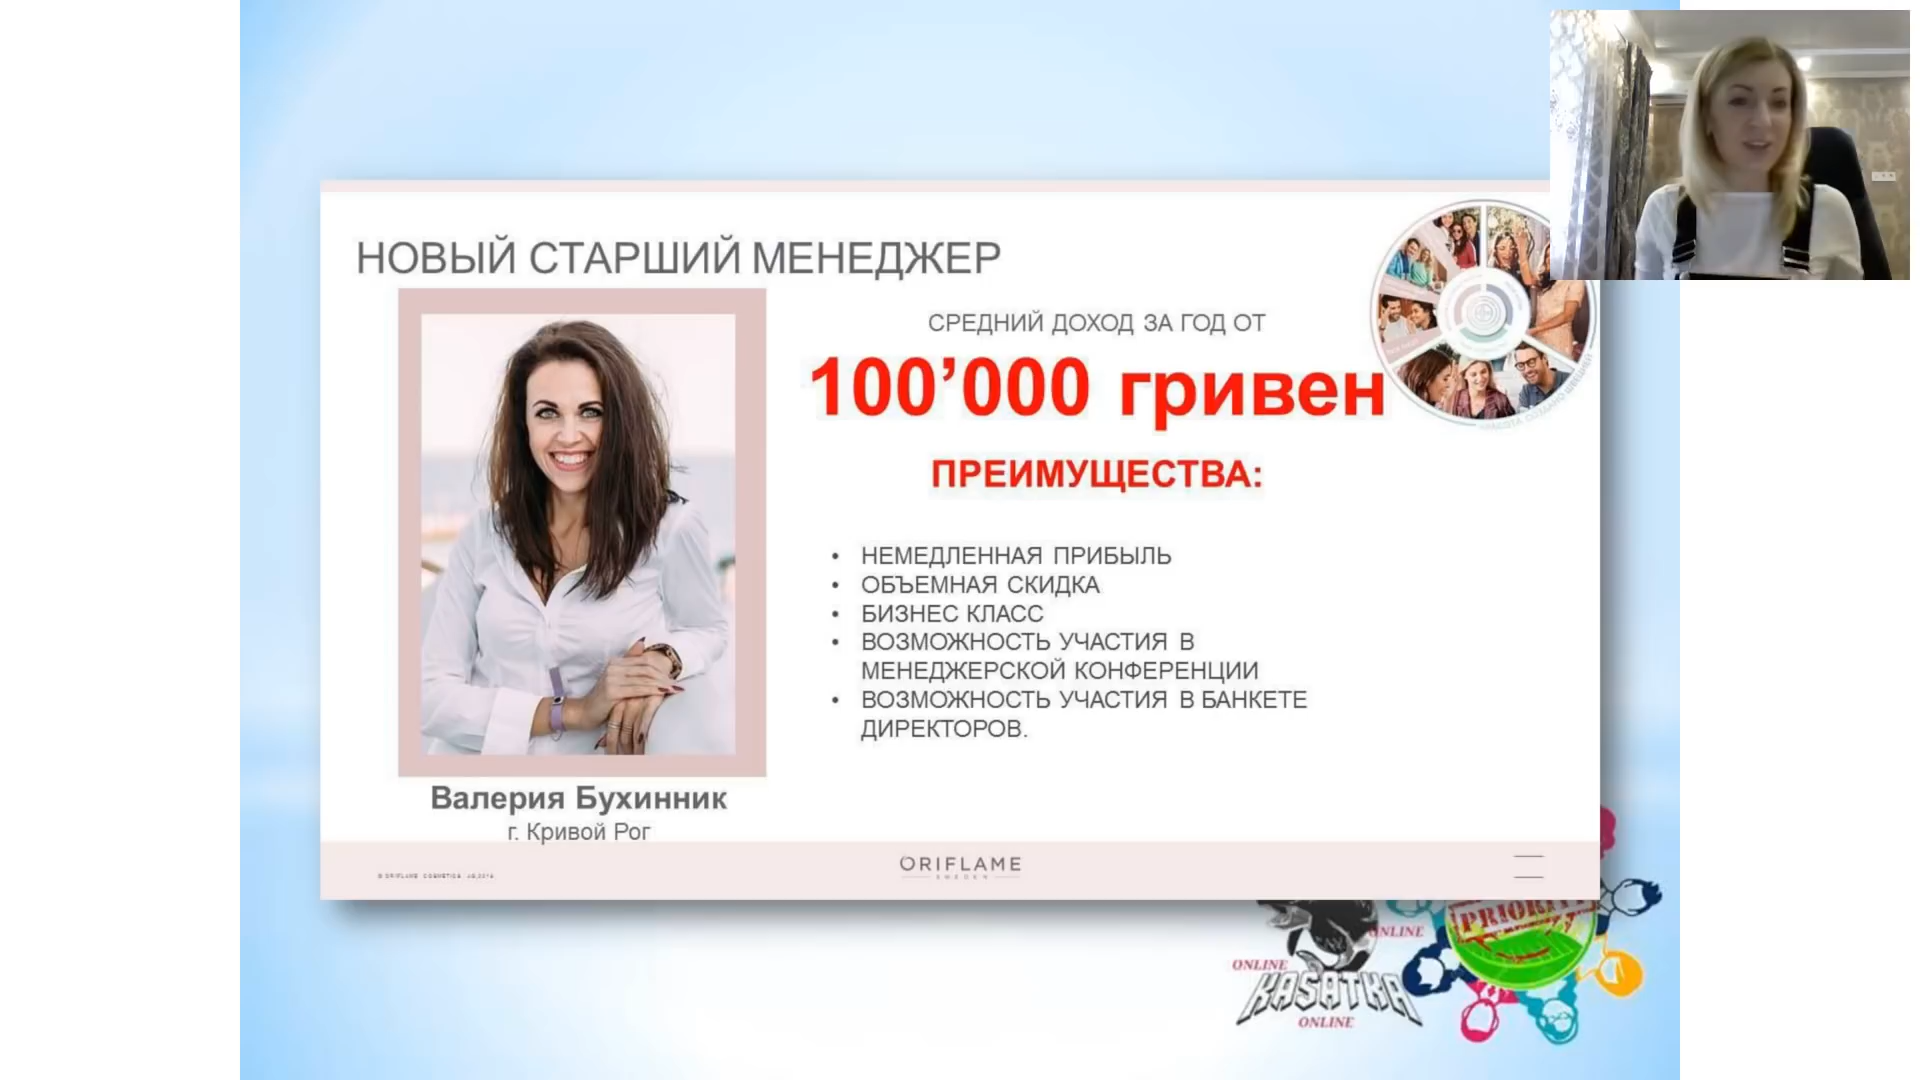 НОВЫЙ СТАРШИЙ МЕНЕДЖЕР
СРЕДНИЙ ДОХОД ЗА ГОД ОТ
100’000 гривен
ПРЕИМУЩЕСТВА:
• НЕМЕДЛЕННАЯ ПРИБЫЛЬ
• ОБЪЕМНАЯ СКИДКА
• БИЗНЕС КЛАСС
• ВОЗМОЖНОСТЬ УЧАСТИЯ В
МЕНЕДЖЕРСКОЙ КОНФЕРЕНЦИИ
• ВОЗМОЖНОСТЬ УЧАСТИЯ В БАНКЕТЕ
ДИРЕКТОРОВ.
Валерия Бухинник
г. Кривой Рог
ORIFLAME
SWEDEN
ONLINE
ONLINE
KASATKA
ONLINE